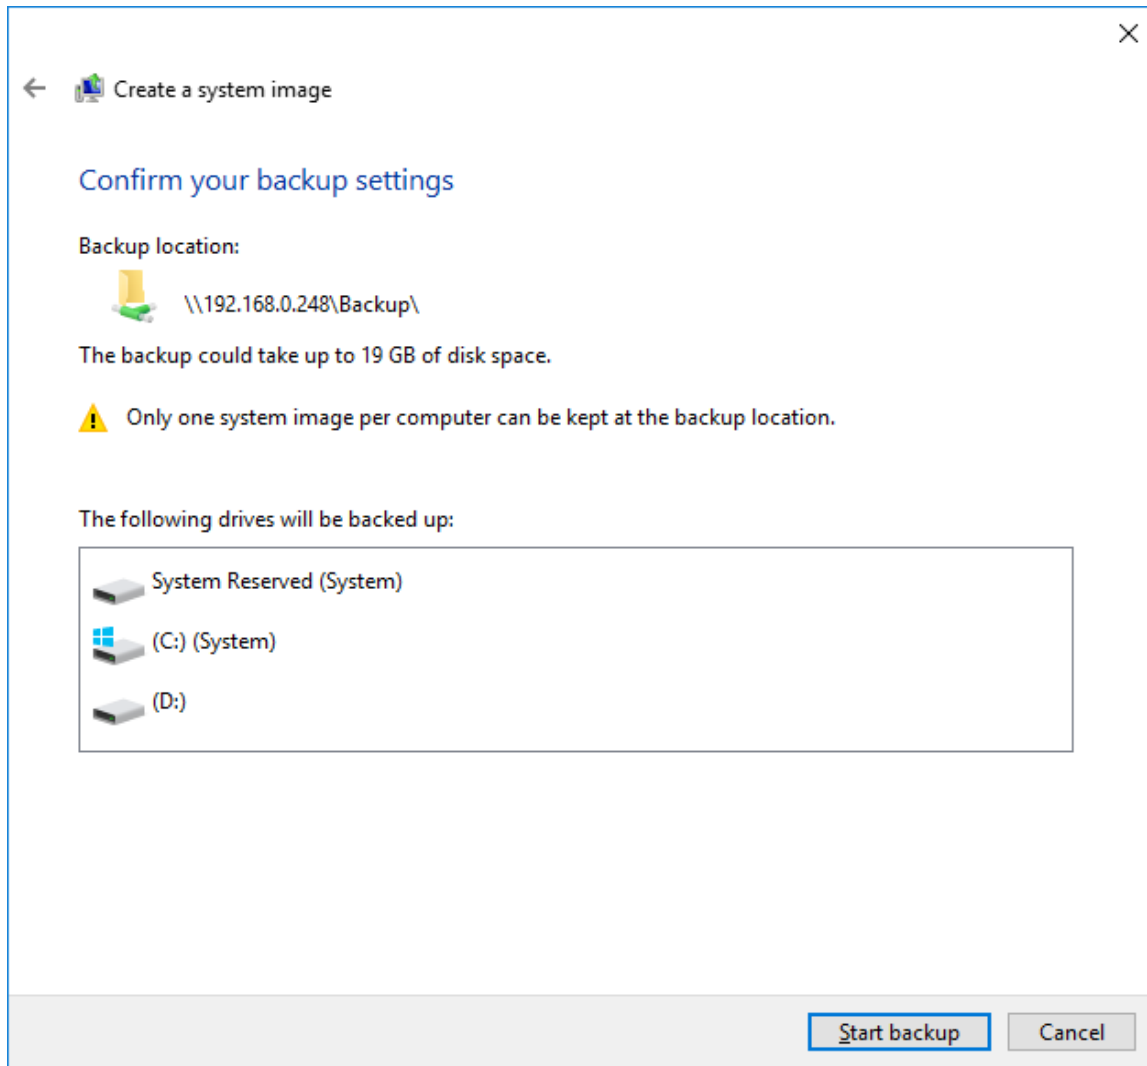 Create a system image
Confirm your backup settings
Backup location:
\\192.168.0.248\Backup\
The backup could take up to 19 GB of disk space.
Only one system image per computer can be kept at the backup location.
The following drives will be backed up:
System Reserved (System)
(C:) (System)
(D:)
Start backup Cancel